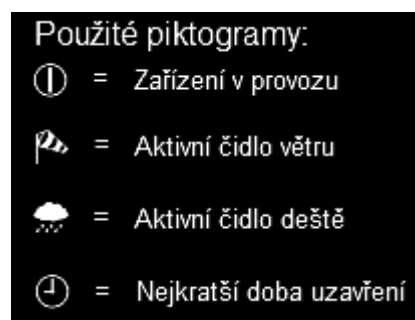 Použité piktogramy:
= Zařízení v provozu
= Aktivní čidlo větru
= Aktivní čidlo deště
= Nejkratší doba uzavření